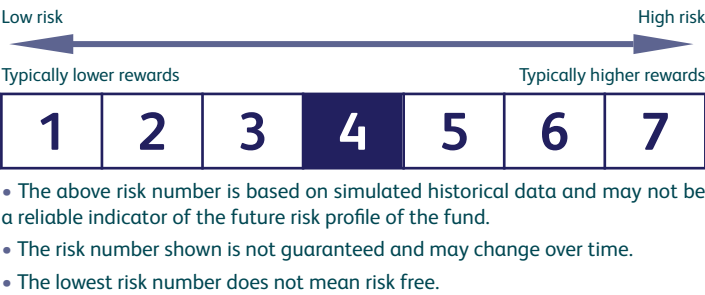 Low risk High risk
Typically lower rewards Typically higher rewards
1 2 3 4 5 6 7
• The above risk number is based on simulated historical data and may not be
a reliable indicator of the future risk profile of the fund.
• The risk number shown is not guaranteed and may change over time.
• The lowest risk number does not mean risk free.